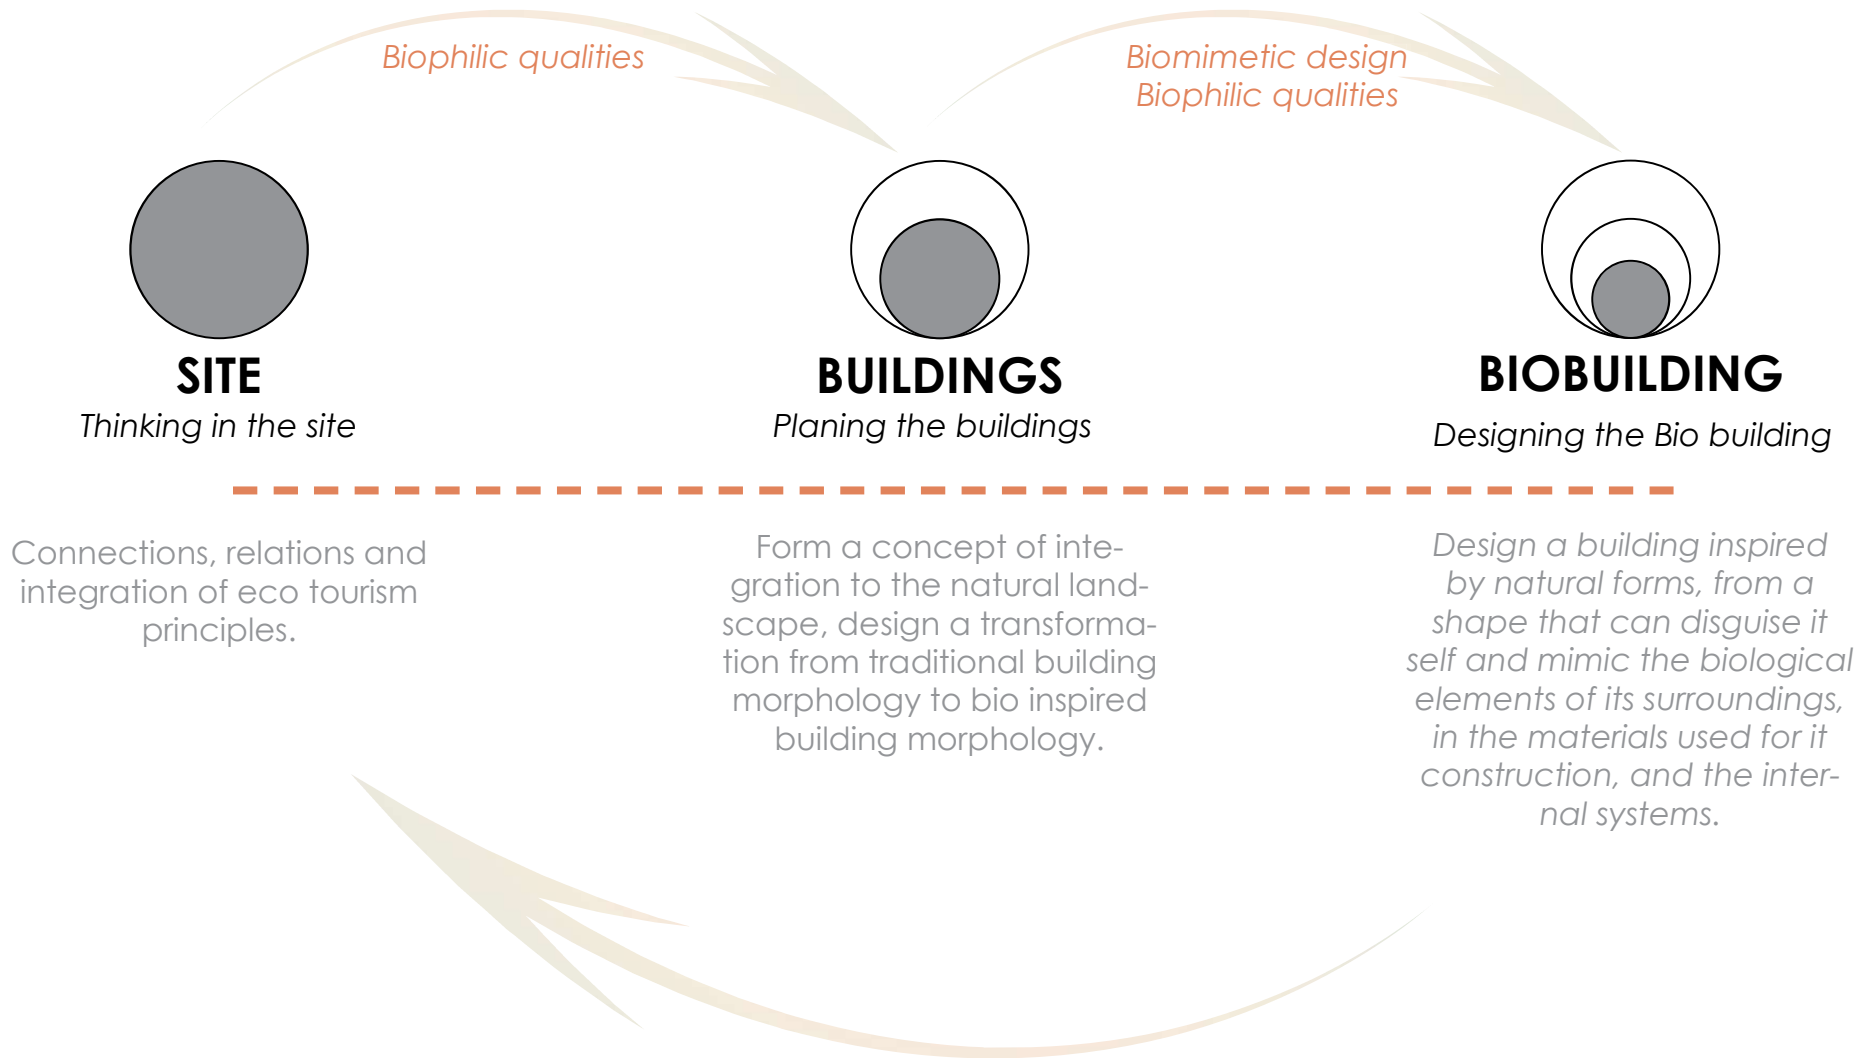 Biophilic qualities
Biomimetic design
Biophilic qualities
SITE
Thinking in the site
Connections, relations and
integration of eco tourism
principles.
BUILDINGS
Planing the buildings
Form a concept of inte-
gration to the natural land-
scape, design a transforma-
tion from traditional building
morphology to bio inspired
building morphology.
BIOBUILDING
Designing the Bio building
Design a building inspired
by natural forms, from a
shape that can disguise it
self and mimic the biological
elements of its surroundings,
in the materials used for it
construction, and the inter-
nal systems.